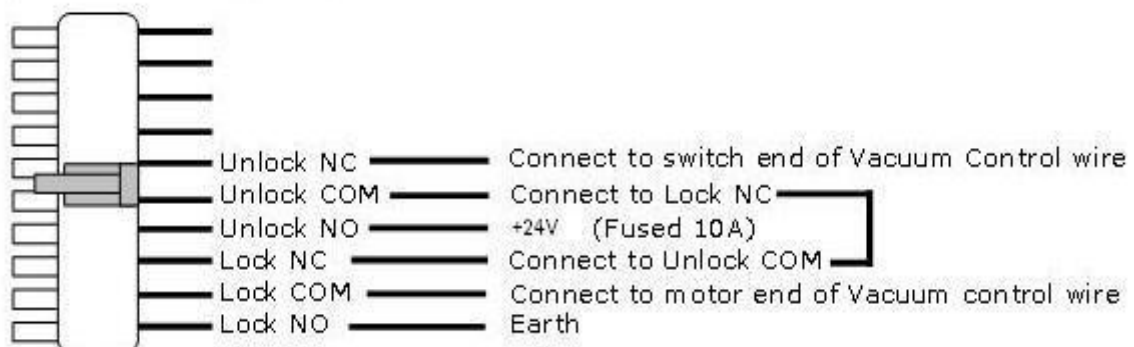 Unlock NC Connect to switch end of Vacuum Control wire
Unlock COM Connect to Lock NC
Unlock NO +24V (Fused 10A)
Lock NC Connect to Unlock COM
Lock COM Connect to motor end of Vacuum control wire
Lock NO Earth